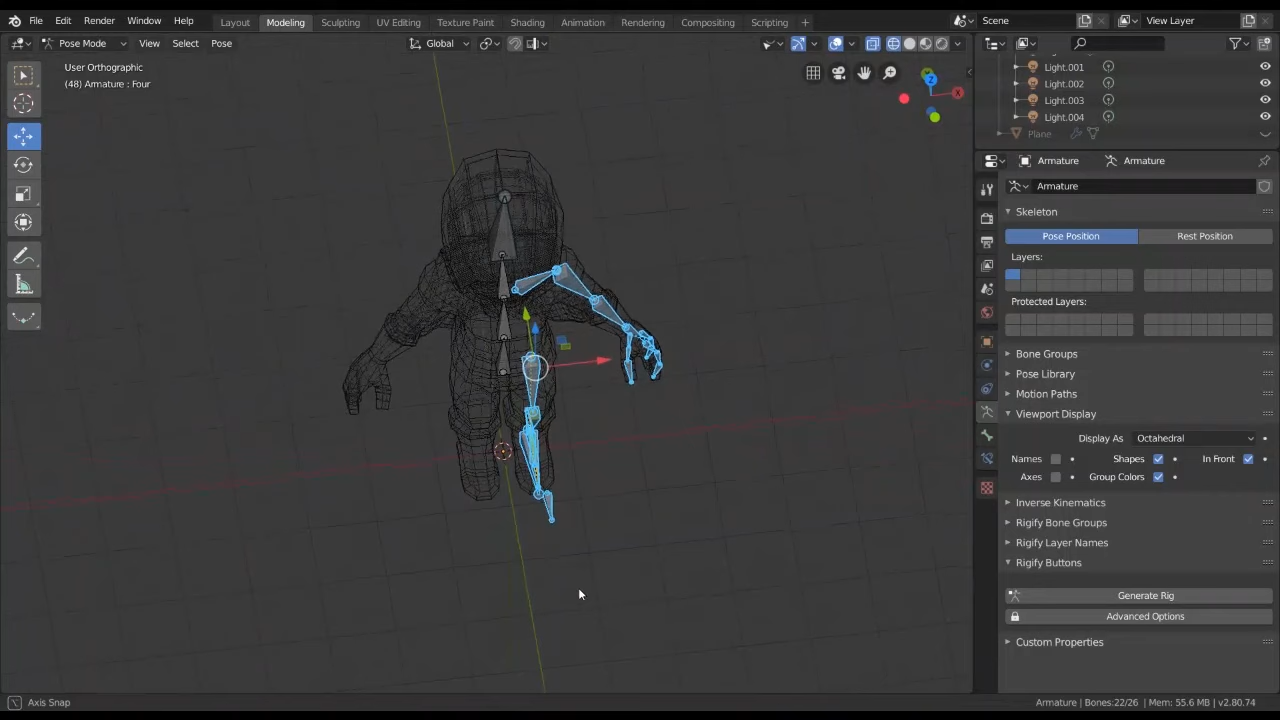 File Edit Render Window Help Layout Modeling Sculpting UV Editing Texture Paint Shading Animation Rendering Compositing Scripting + Scene View Layer
Pose Mode View Select Pose Global
User Orthographic
(48) Armature : Four
Z
X
Light.001
Light.002
Light.003
Light.004
Plane
Armature Armature
Armature
Skeleton
Pose Position Rest Position
Layers:
Protected Layers:
Bone Groups
Pose Library
Motion Paths
Viewport Display
Display As Octahedral
Names Shapes In Front
Axes Group Colors
Inverse Kinematics
Rigify Bone Groups
Rigify Layer Names
Rigify Buttons
Generate Rig
Advanced Options
Custom Properties
Axis Snap
Armature | Bones:22/26 | Mem: 55.6 MB | v2.80.74